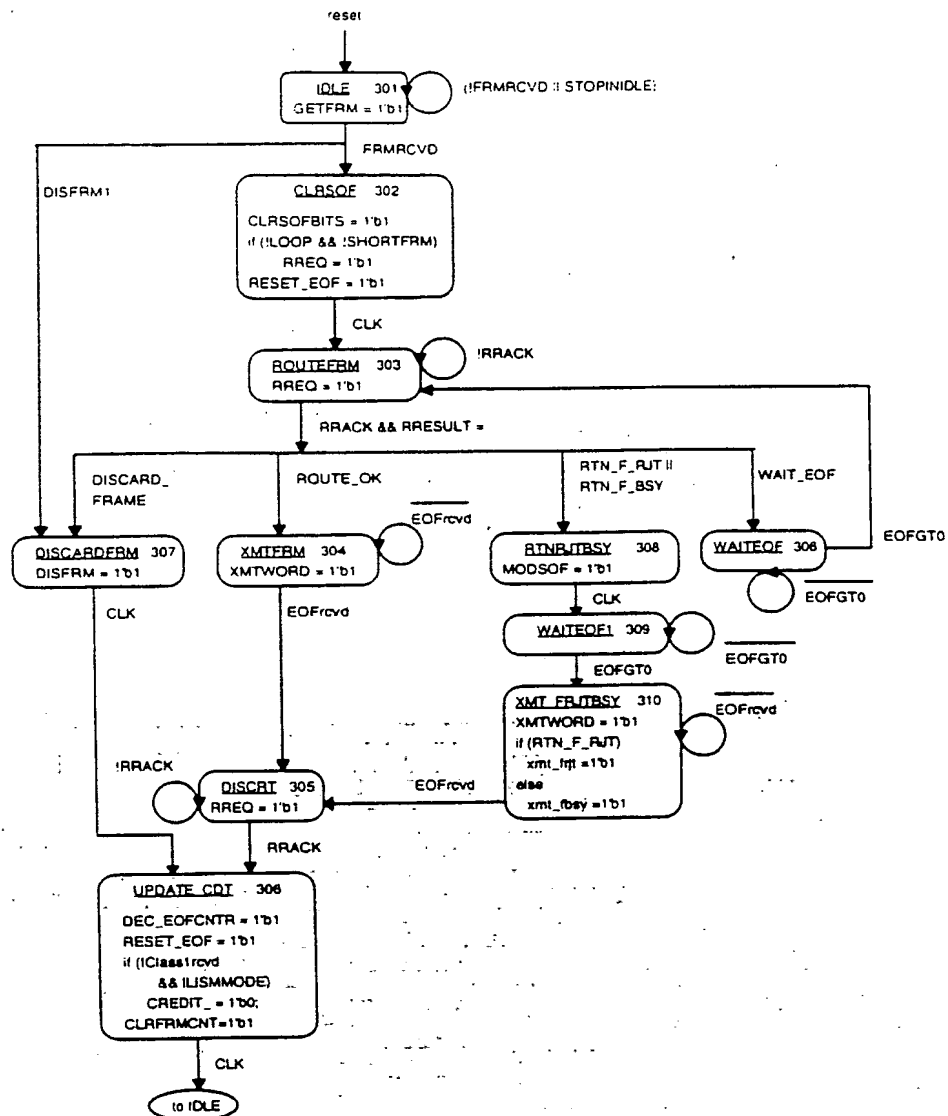 reset
IDLE 301
GETFRM = 1'b1
(!FRMRCVD || STOPINIDLE)
FRMRCVD
DISFRM1
CLRSOF 302
CLRSOFBITS = 1'b1
if (!LOOP && !SHORTFRM)
RREQ = 1'b1
RESET_EOF = 1'b1
CLK
ROUTEFRM 303
RREQ = 1'b1
!RRACK
RRACK && RRESULT =
DISCARD_
FRAME
ROUTE_OK
RTN_F_RJT ||
RTN_F_BSY
WAIT_EOF
EOFGT0
DISCARDFRM 307
DISFRM = 1'b1
XMTFRM 304
XMTWORD = 1'b1
EOFrcvd
RTNRJTBSY 308
MODSOF = 1'b1
WAITEOF 306
EOFGT0
CLK
EOFrcvd
CLK
WAITEOF1 309
EOFGT0
EOFGT0
XMT_FRJTBSY 310
XMTWORD = 1'b1
if (RTN_F_RJT)
xmt_frjt =1'b1
else
xmt_fbsy =1'b1
EOFrcvd
!RRACK
DISCRT 305
RREQ = 1'b1
EOFrcvd
RRACK
UPDATE_CDT 306
DEC_EOFCNTR = 1'b1
RESET_EOF = 1'b1
if (!Class1rcvd
&& !LISMMODE)
CREDIT_ = 1'b0;
CLRFRMCNT=1'b1
CLK
to IDLE